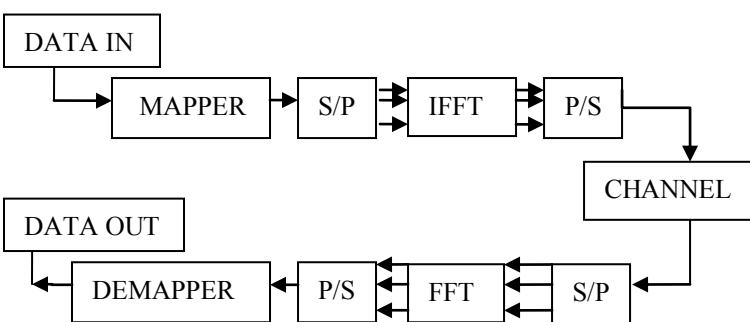 DATA IN
MAPPER
S/P
IFFT
P/S
CHANNEL
DATA OUT
DEMAPPER
P/S
FFT
S/P